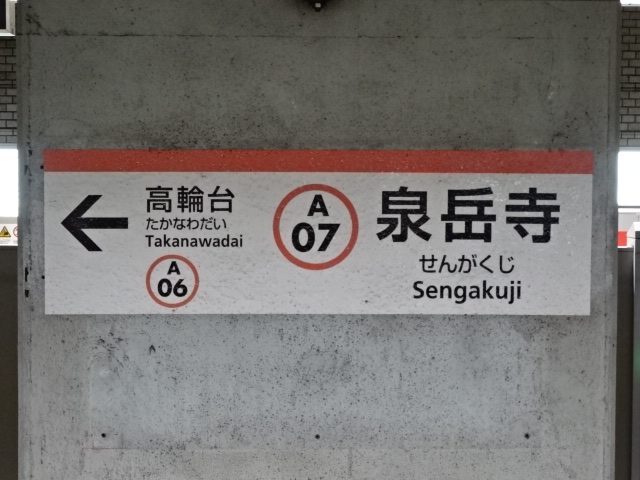 高輪台
たかなわだい
Takanawadai
A
06
A
07
泉岳寺
せんがくじ
Sengakuji